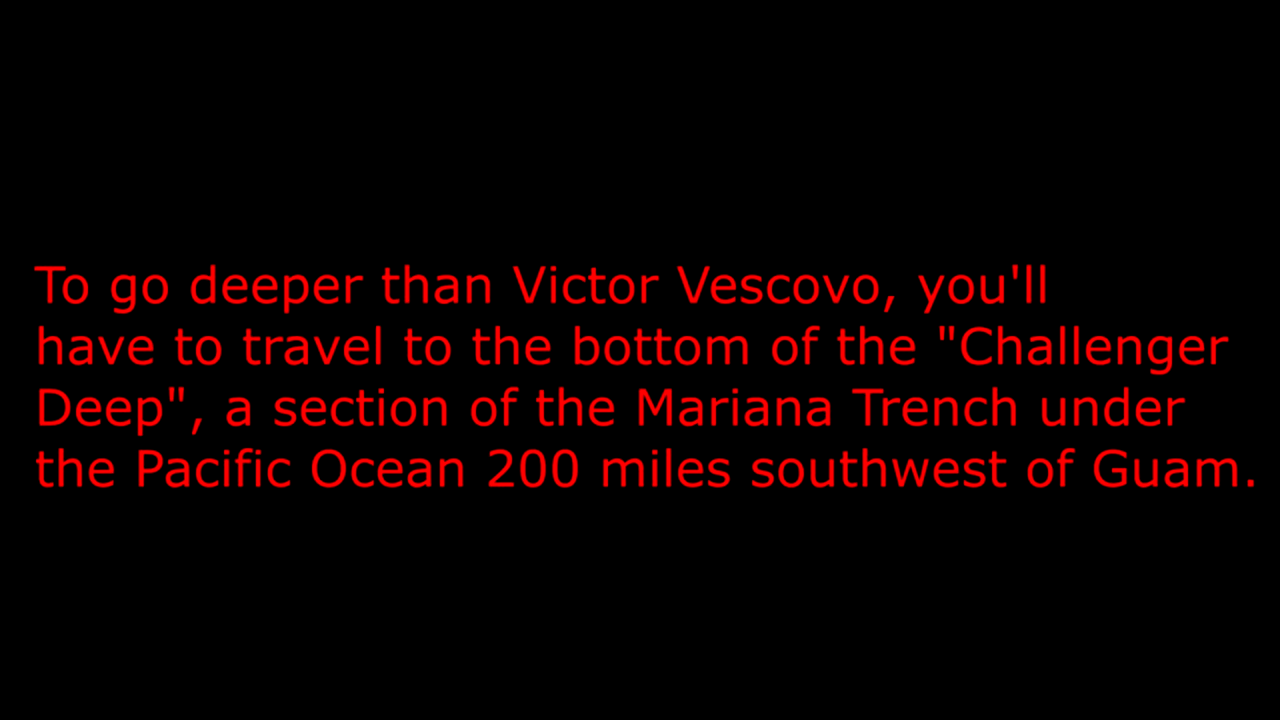 To go deeper than Victor Vescovo, you'll
have to travel to the bottom of the "Challenger
Deep", a section of the Mariana Trench under
the Pacific Ocean 200 miles southwest of Guam.